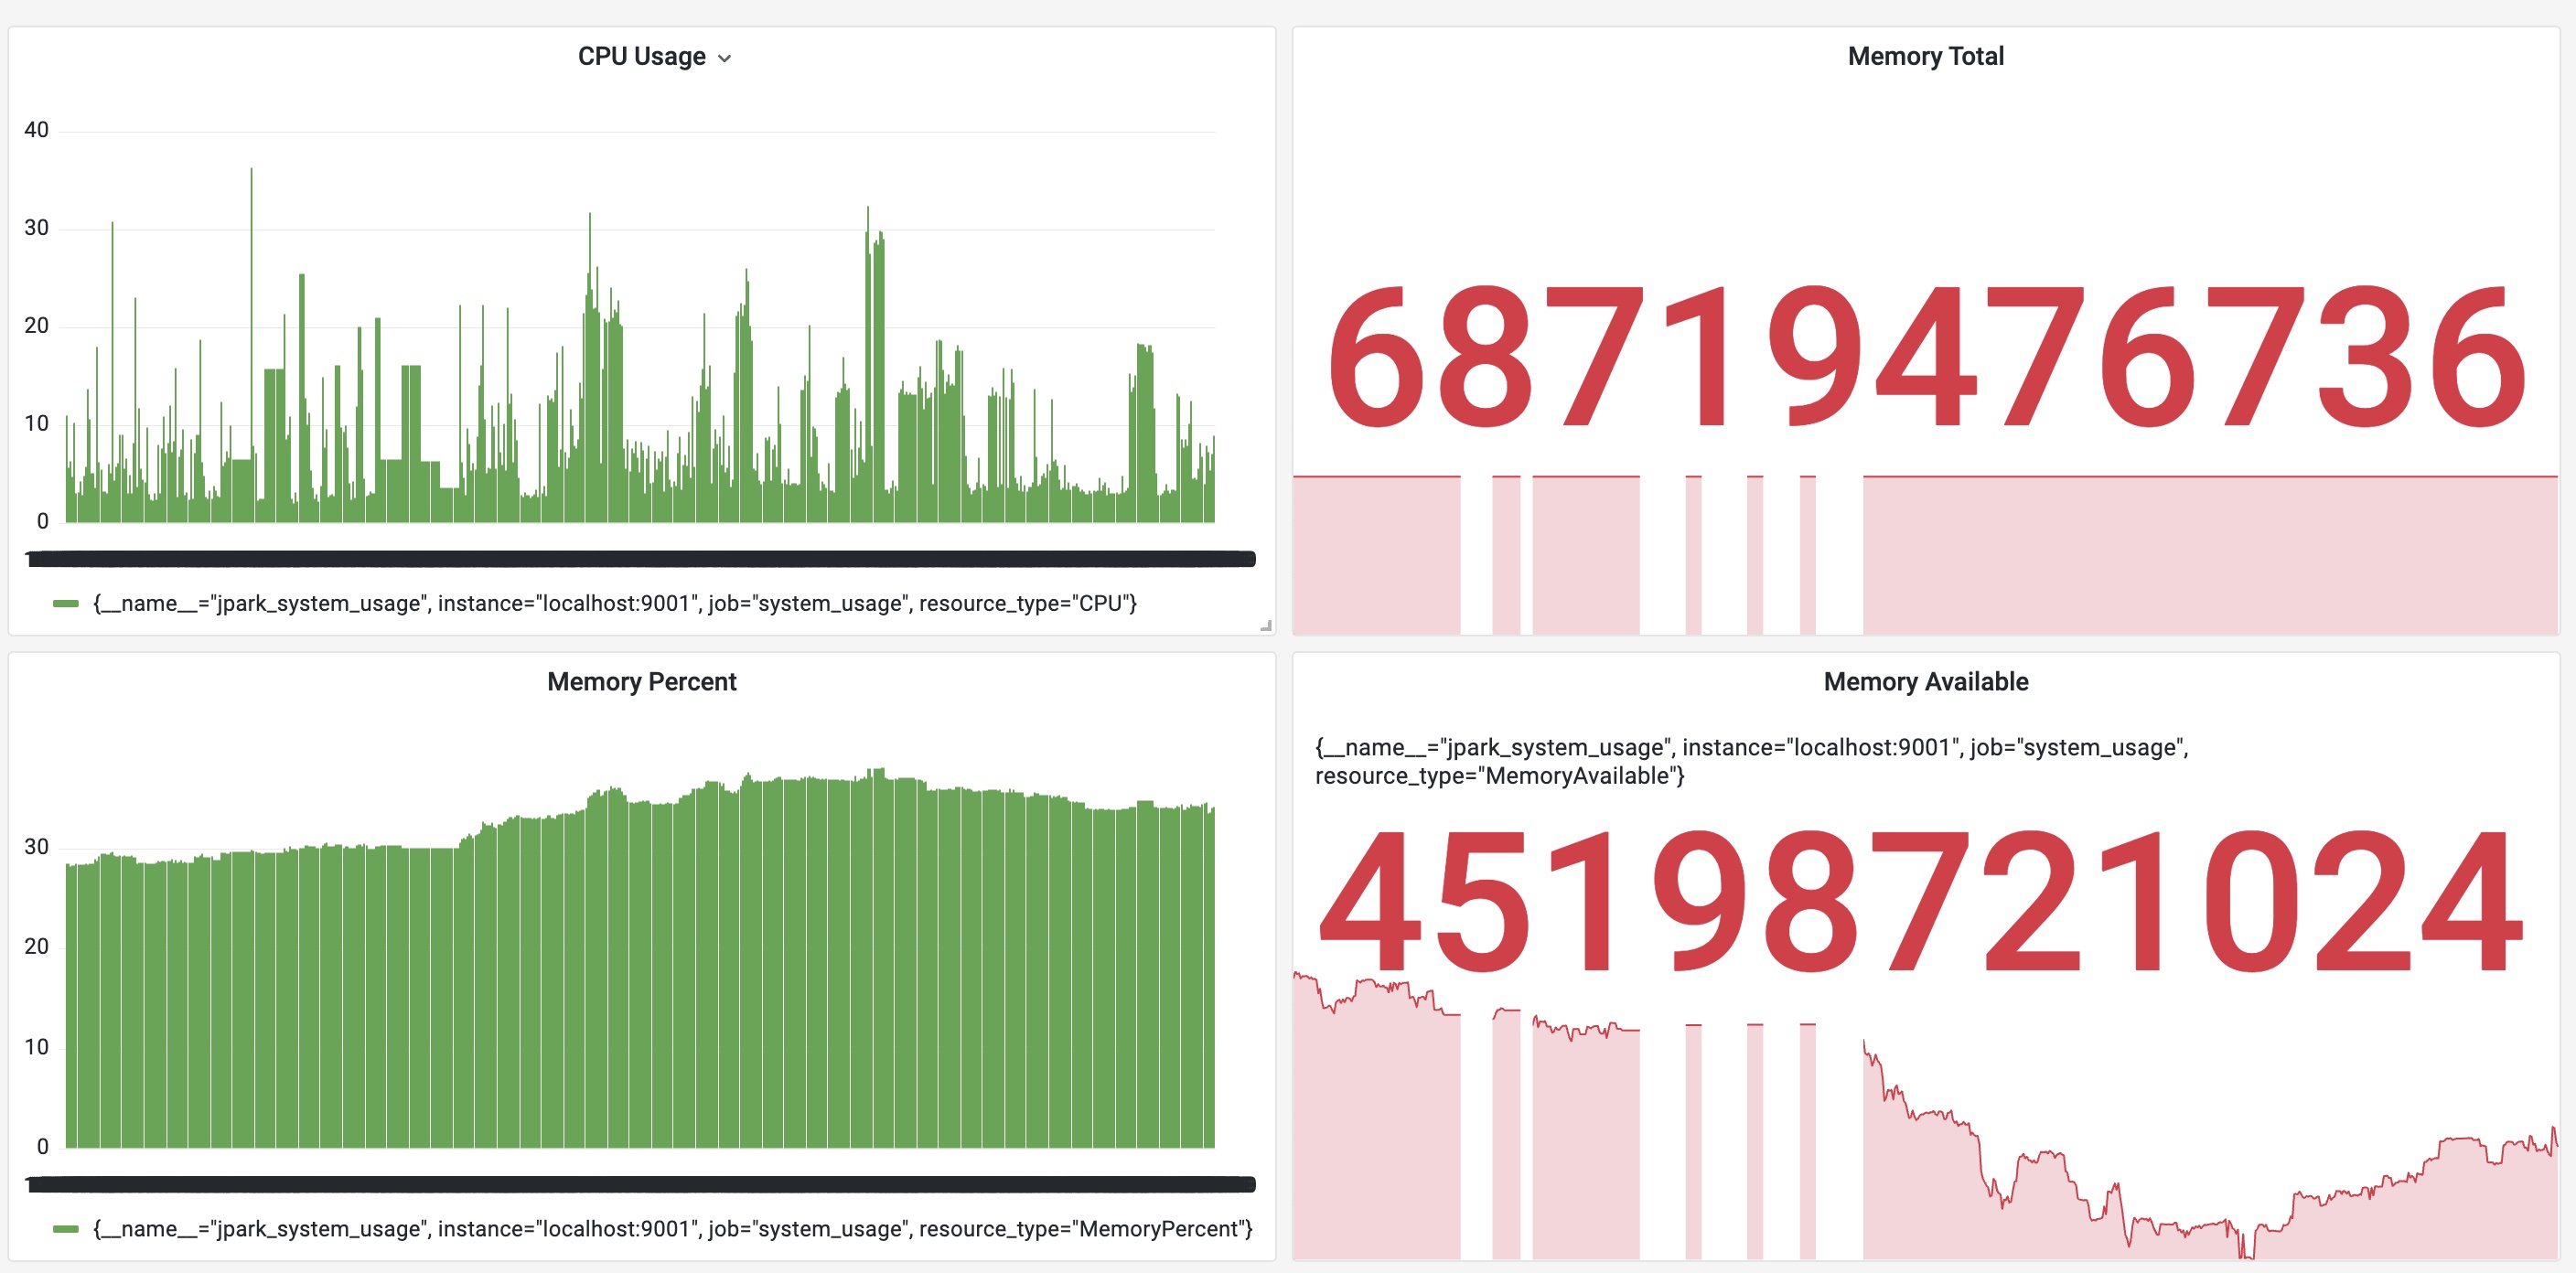 CPU Usage
40
30
20
10
0
{__name__="jpark_system_usage", instance="localhost:9001", job="system_usage", resource_type="CPU"}
Memory Total
68719476736
Memory Percent
30
20
10
0
{__name__="jpark_system_usage", instance="localhost:9001", job="system_usage", resource_type="MemoryPercent"}
Memory Available
{__name__="jpark_system_usage", instance="localhost:9001", job="system_usage",
resource_type="MemoryAvailable"}
45198721024